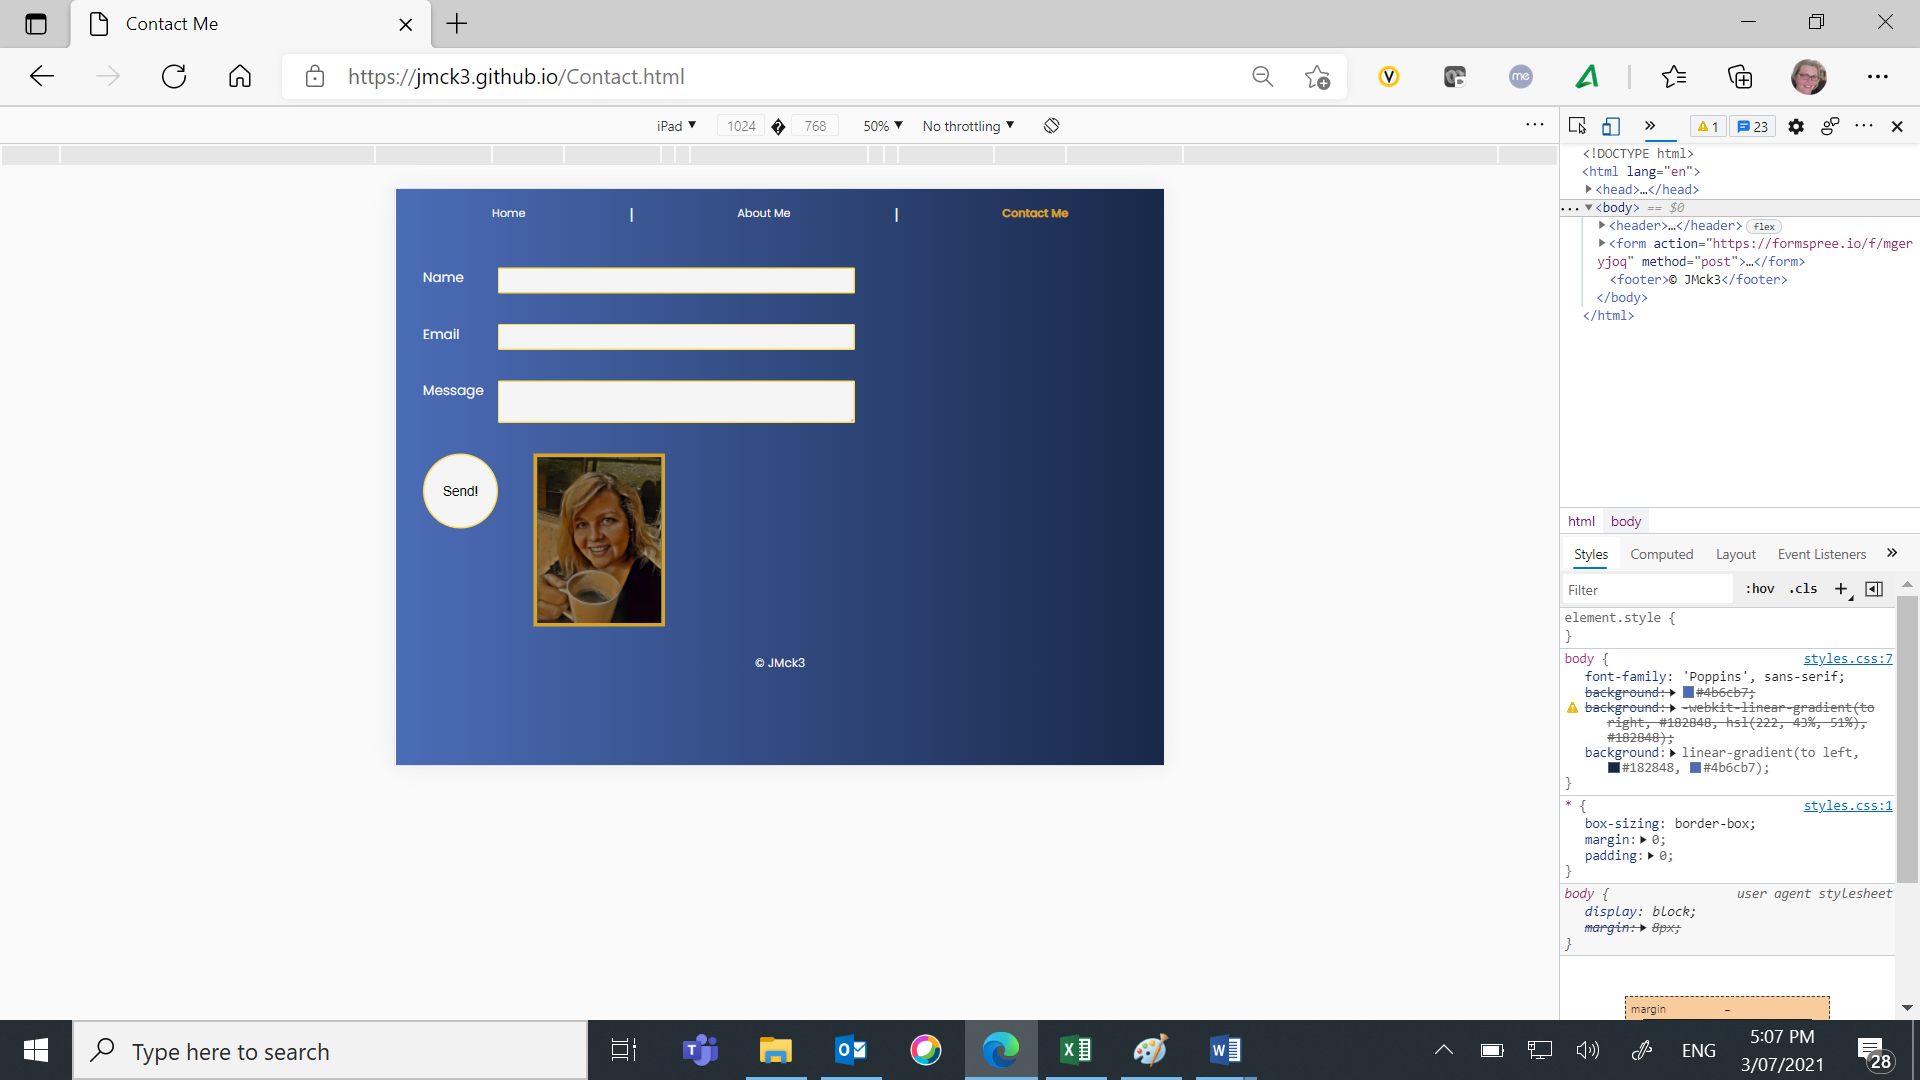 Contact Me
https://jmck3.github.io/Contact.html
me
iPad 1024 � 768 50% No throttling
1 23
<!DOCTYPE html>
<html lang="en">
<head>…</head>
<body> == $0
<header>…</header> flex
<form action="https://formspree.io/f/mger
yjoq" method="post">…</form>
<footer>© JMck3</footer>
</body>
</html>
Home | About Me | Contact Me
Name
Email
Message
Send!
© JMck3
html body
Styles Computed Layout Event Listeners
Filter :hov .cls
element.style {
}
body { styles.css:7
font-family: 'Poppins', sans-serif;
background: #4b6cb7;
background: -webkit-linear-gradient(to
right, #182848, hsl(222, 43%, 51%),
#182848);
background: linear-gradient(to left,
#182848, #4b6cb7);
}
* { styles.css:1
box-sizing: border-box;
margin: 0;
padding: 0;
}
body { user agent stylesheet
display: block;
margin: 8px;
}
margin -
Type here to search
ENG
5:07 PM
3/07/2021
28